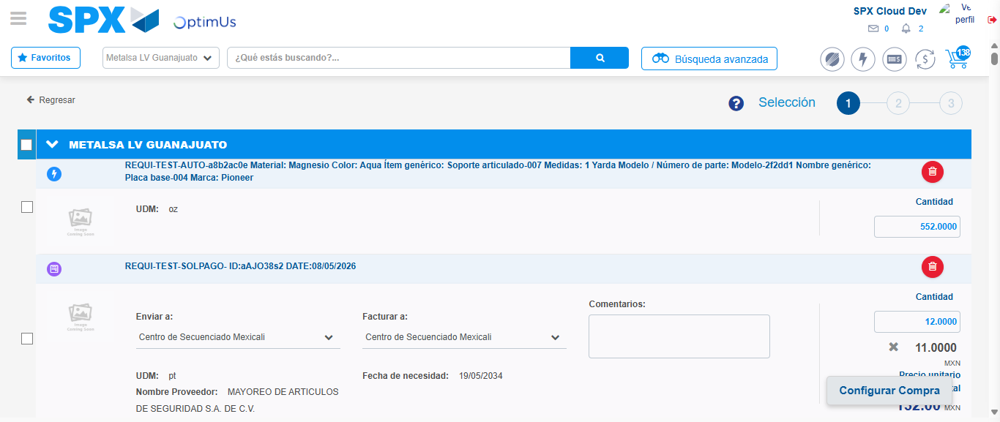 SPX
OptimUs
SPX Cloud Dev
Ve
perfil
0
2
Favoritos
Metalsa LV Guanajuato
¿Qué estás buscando?...
Búsqueda avanzada
138
Regresar
? Selección 1 2 3
METALSA LV GUANAJUATO
REQUI-TEST-AUTO-a8b2ac0e Material: Magnesio Color: Aqua Ítem genérico: Soporte articulado-007 Medidas: 1 Yarda Modelo / Número de parte: Modelo-2f2dd1 Nombre genérico:
Placa base-004 Marca: Pioneer
Image
Coming Soon
UDM: oz
Cantidad
552.0000
REQUI-TEST-SOLPAGO- ID:aAJO38s2 DATE:08/05/2026
Image
Coming Soon
Enviar a:
Centro de Secuenciado Mexicali
Facturar a:
Centro de Secuenciado Mexicali
Comentarios:
Cantidad
12.0000
11.0000
MXN
Precio unitario
UDM: pt
Fecha de necesidad: 19/05/2034
Nombre Proveedor: MAYOREO DE ARTICULOS
DE SEGURIDAD S.A. DE C.V.
Configurar Compra
tal
132.00 MXN